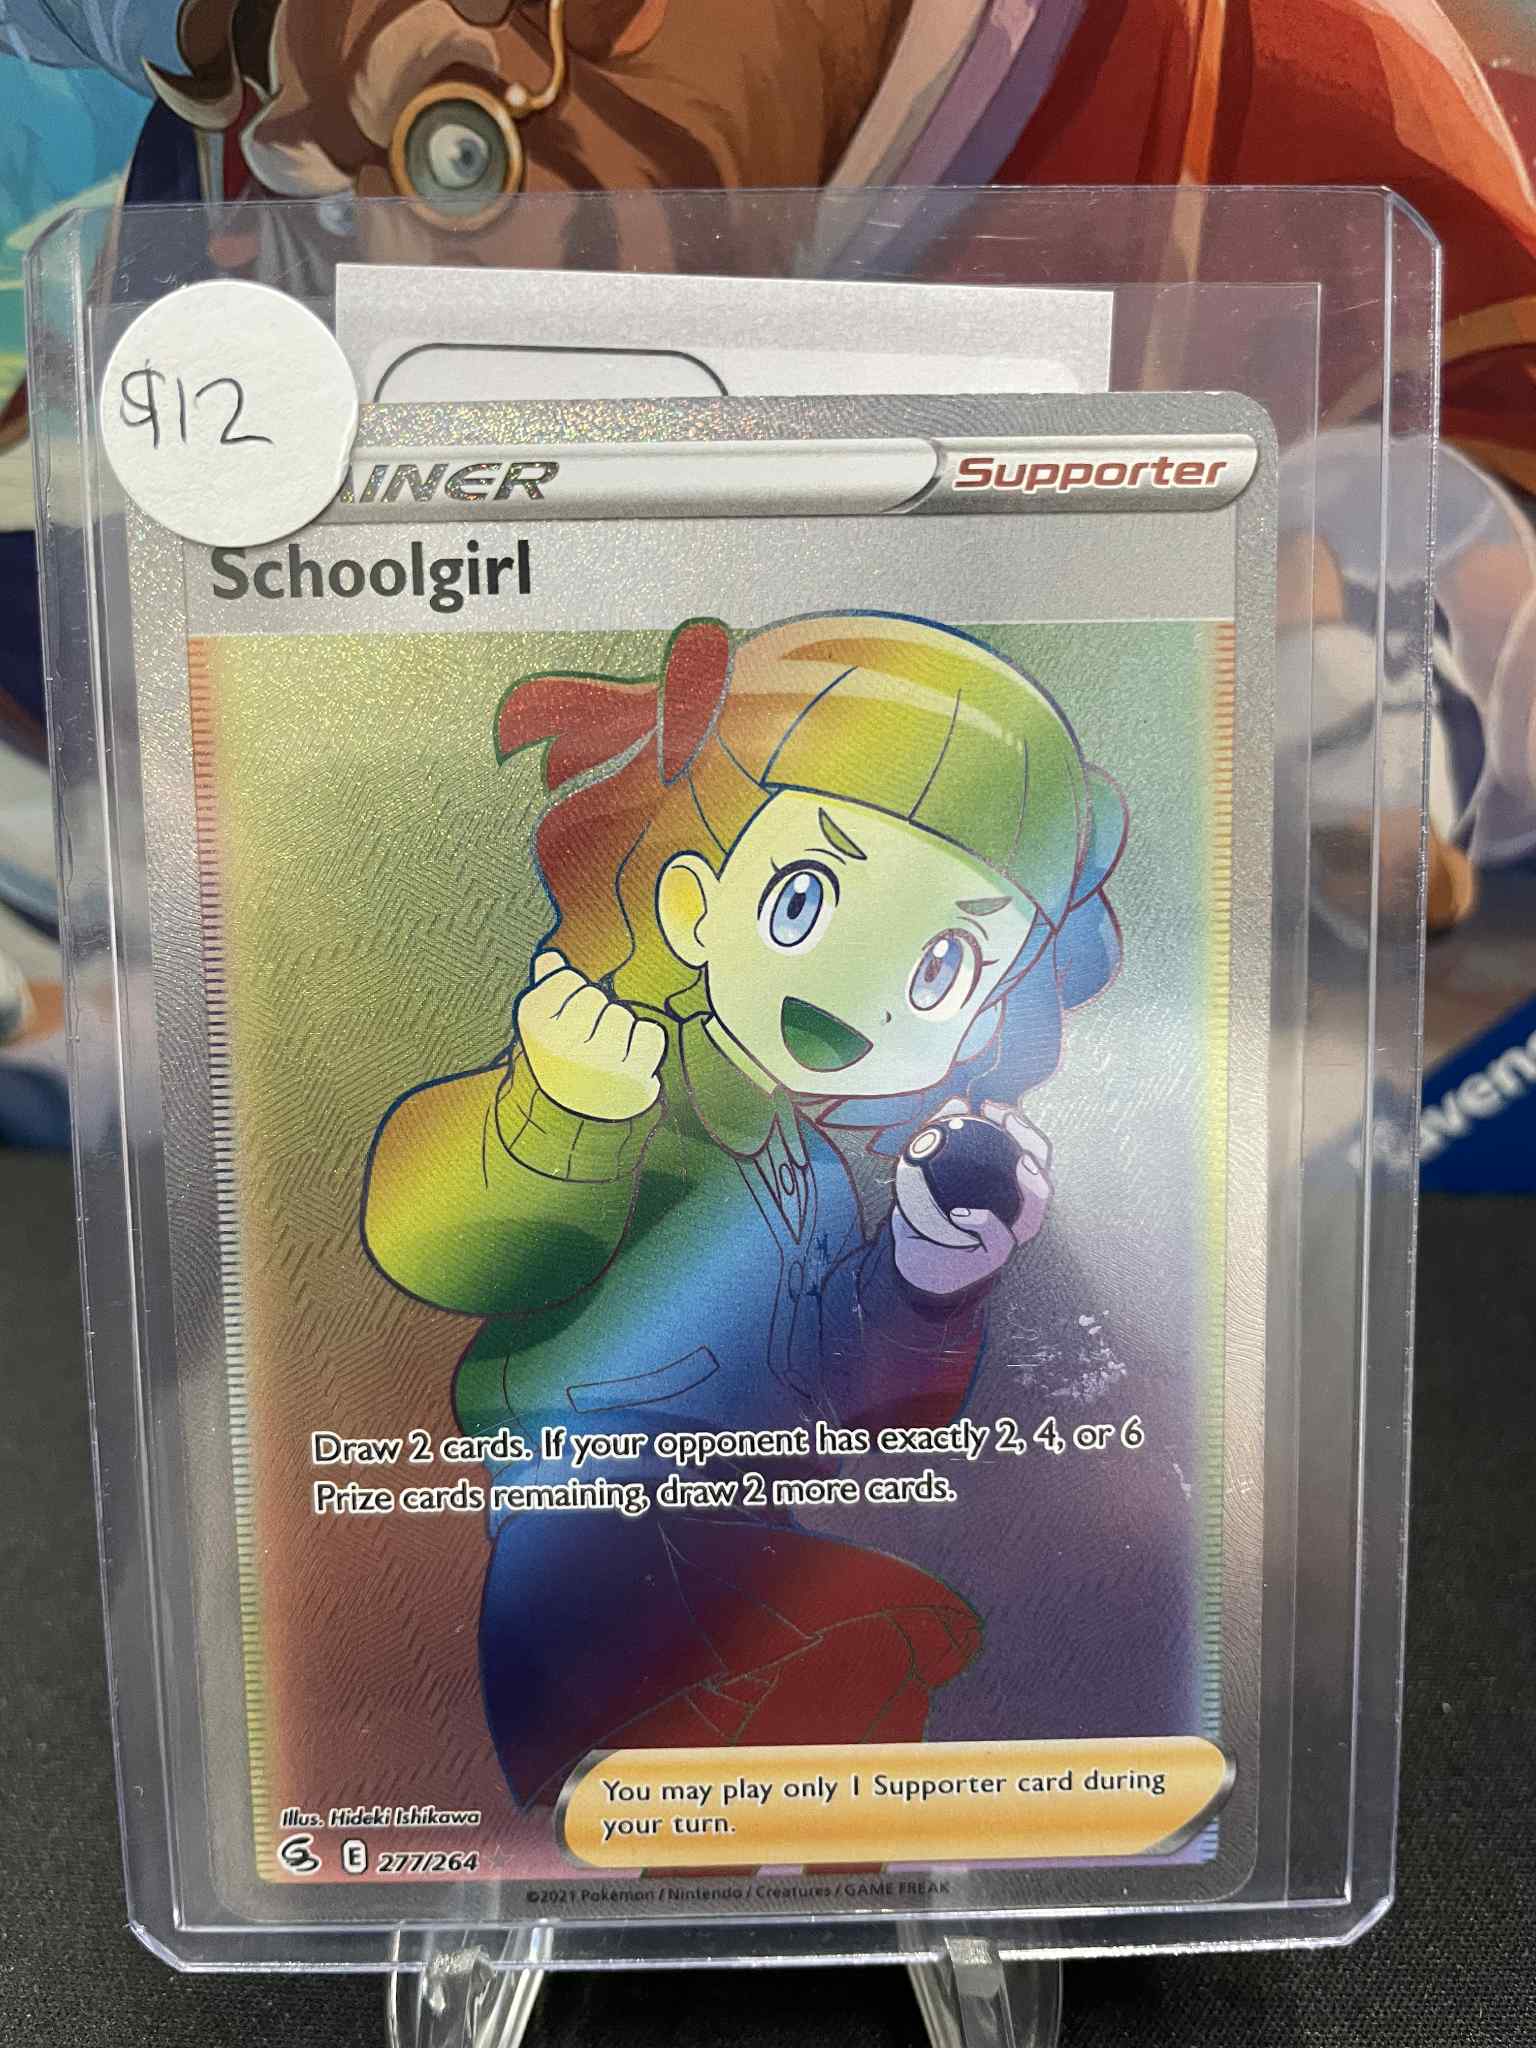 $12
AINER
Supporter
Schoolgirl
Draw 2 cards. If your opponent has exactly 2, 4, or 6
Prize cards remaining, draw 2 more cards.
You may play only 1 Supporter card during
your turn.
Illus. Hideki Ishikawa
E 277/264
©2021 Pokémon / Nintendo / Creatures / GAME FREAK